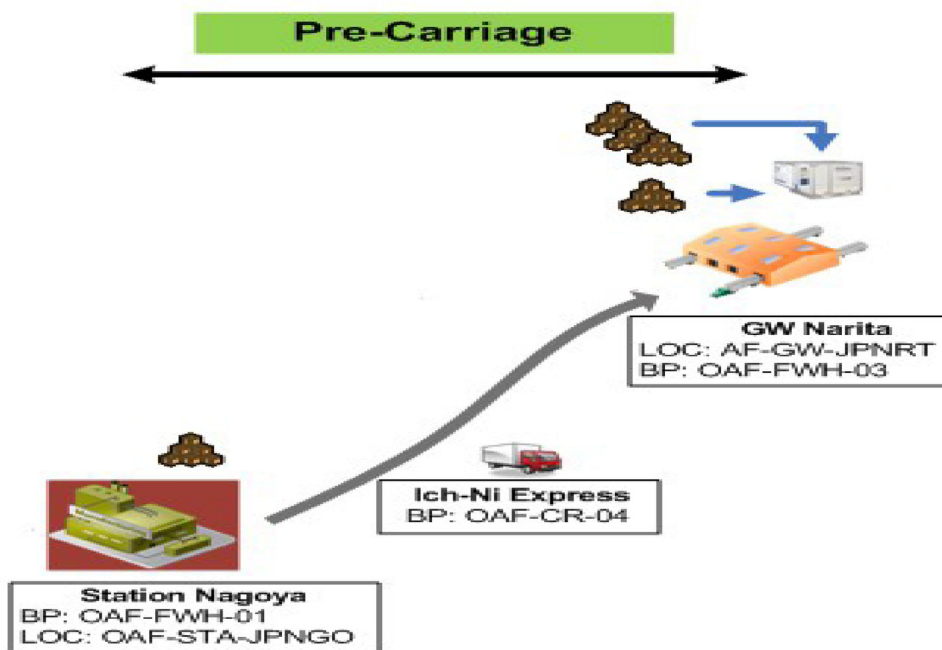 Pre-Carriage
GW Narita
LOC: AF-GW-JPNRT
BP: OAF-FWH-03
Ich-Ni Express
BP: OAF-CR-04
Station Nagoya
BP: OAF-FWH-01
LOC: OAF-STA-JPNGO